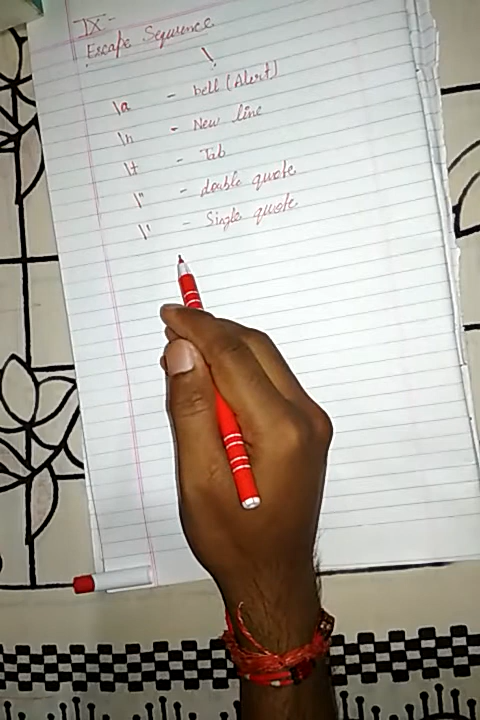 IX-
Escape Sequence
\
\a - bell (Alert)
\n - New line
\t - Tab
\" - double quote
\' - Single quote